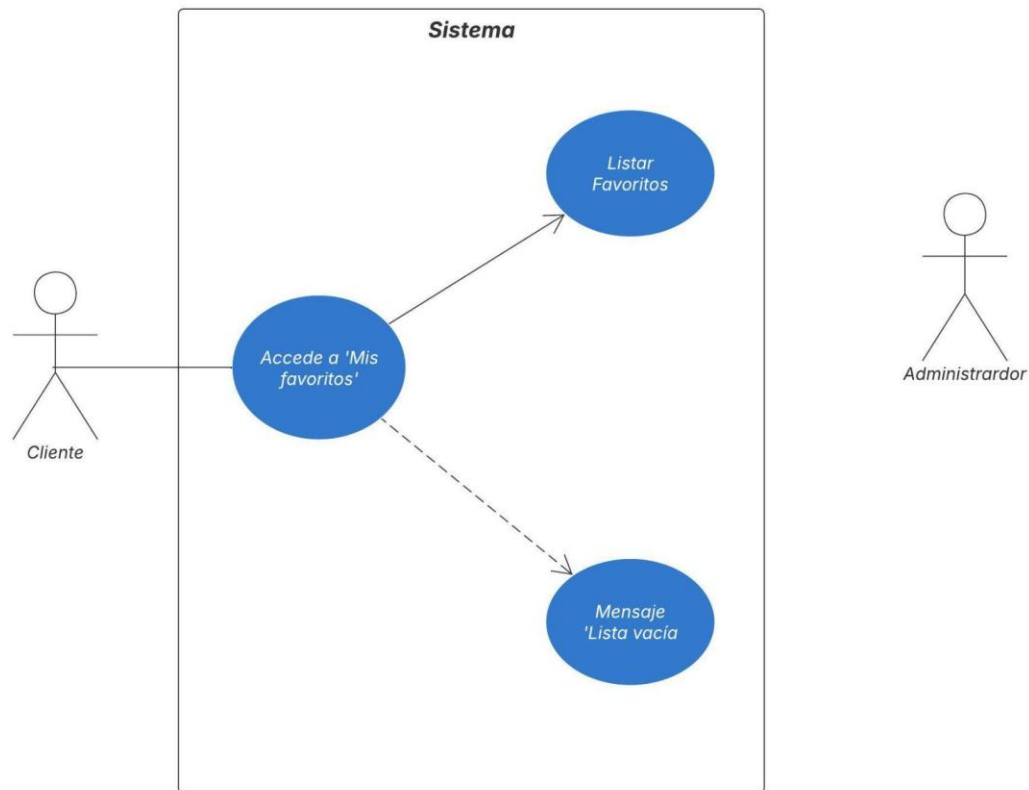 Sistema
Listar
Favoritos
Accede a 'Mis
favoritos'
Cliente
Administrardor
Mensaje
'Lista vacía